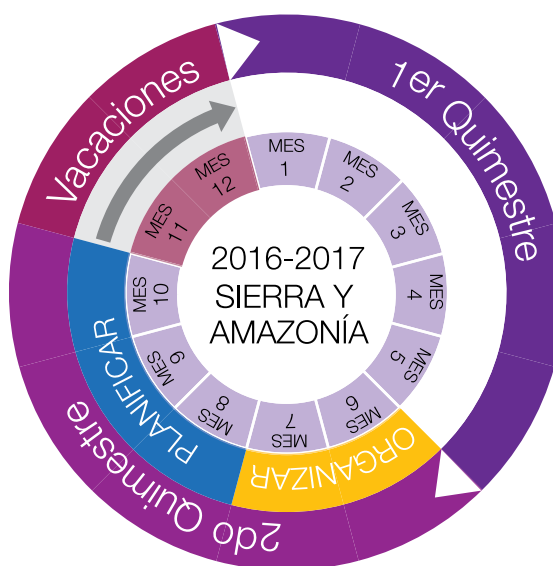 1er Quimestre
2do Quimestre
Vacaciones
ORGANIZAR
PLANIFICAR
MES
1
MES
2
MES
3
MES
4
MES
5
MES
6
MES
7
MES
8
MES
9
MES
10
MES
11
MES
12
2016-2017
SIERRA Y
AMAZONÍA